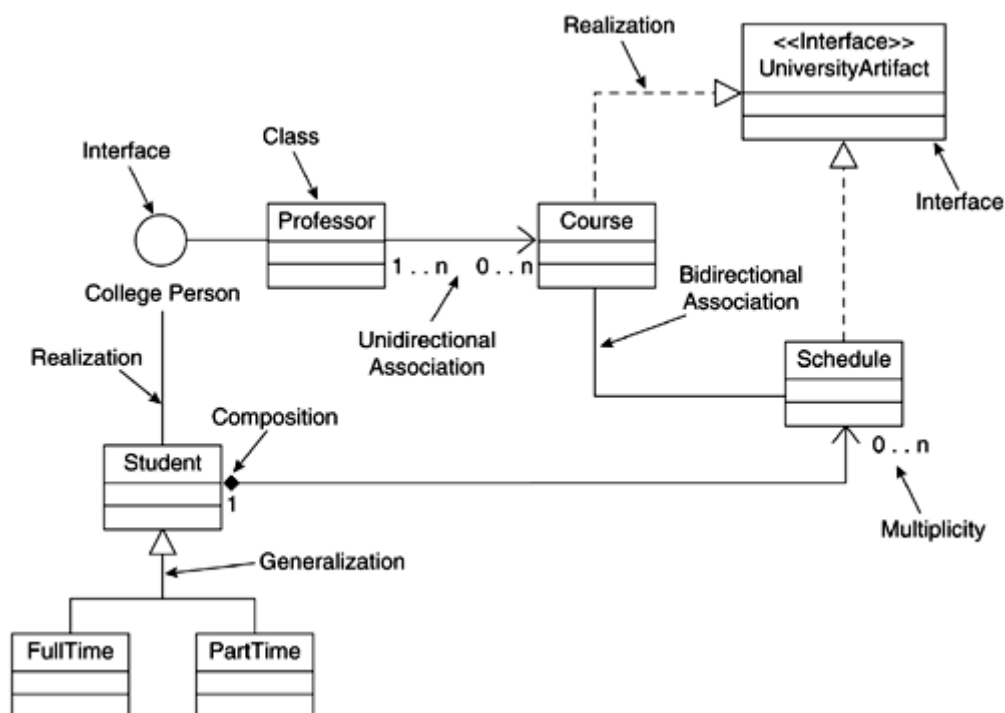 Realization
<<Interface>>
UniversityArtifact
Interface
Class
Interface
Professor
Course
1..n
0..n
College Person
Unidirectional
Association
Bidirectional
Association
Realization
Schedule
Composition
Student
1
0..n
Multiplicity
Generalization
FullTime
PartTime